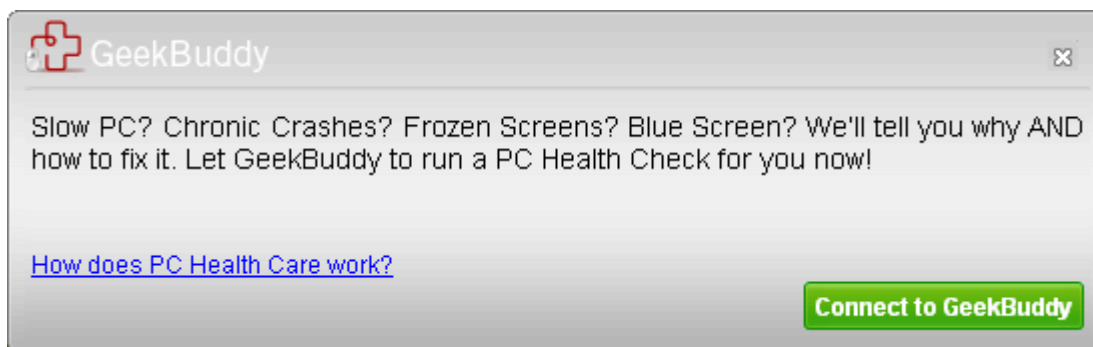 GeekBuddy
Slow PC? Chronic Crashes? Frozen Screens? Blue Screen? We'll tell you why AND
how to fix it. Let GeekBuddy to run a PC Health Check for you now!
How does PC Health Care work?
Connect to GeekBuddy